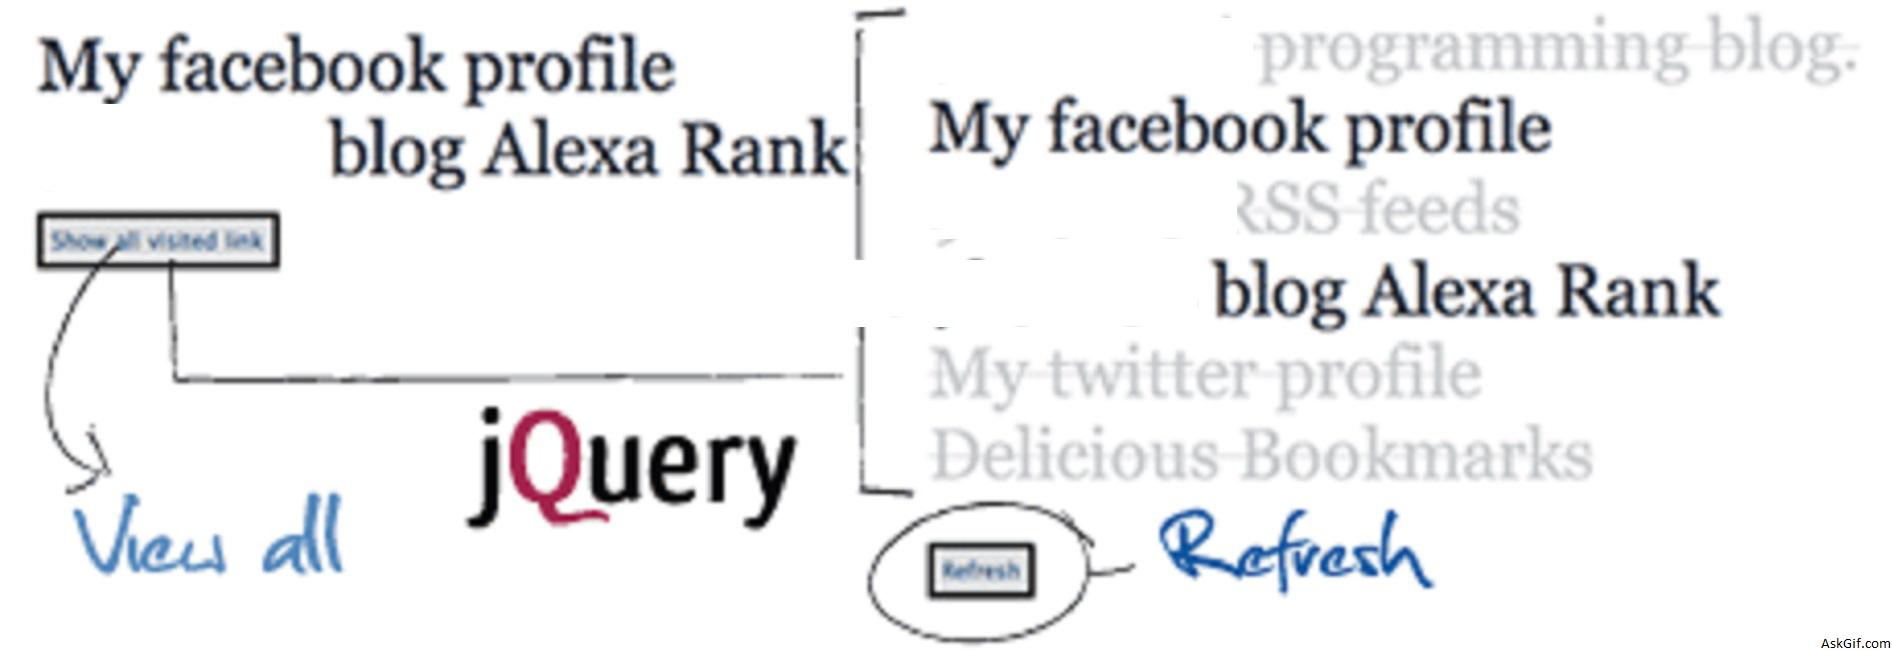 My facebook profile
blog Alexa Rank
Show all visited link
View all
jQuery
programming blog.
My facebook profile
RSS feeds
blog Alexa Rank
My twitter profile
Delicious Bookmarks
Refresh
Refresh
AskGif.com